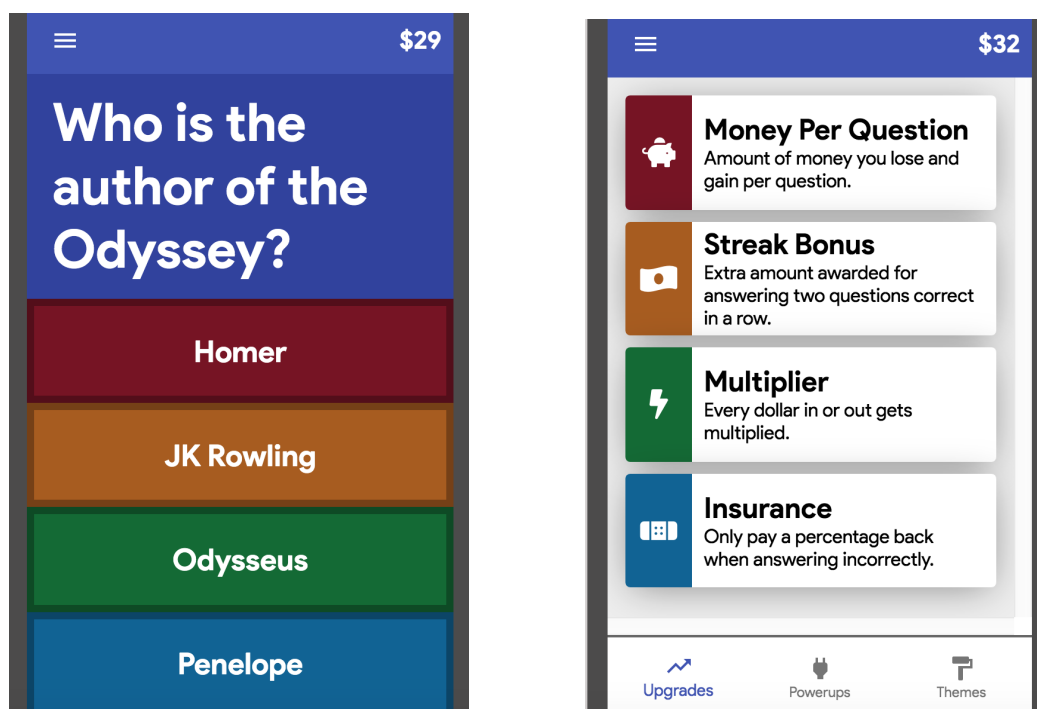 $29
Who is the
author of the
Odyssey?
Homer
JK Rowling
Odysseus
Penelope
$32
Money Per Question
Amount of money you lose and
gain per question.
Streak Bonus
Extra amount awarded for
answering two questions correct
in a row.
Multiplier
Every dollar in or out gets
multiplied.
Insurance
Only pay a percentage back
when answering incorrectly.
Upgrades
Powerups
Themes